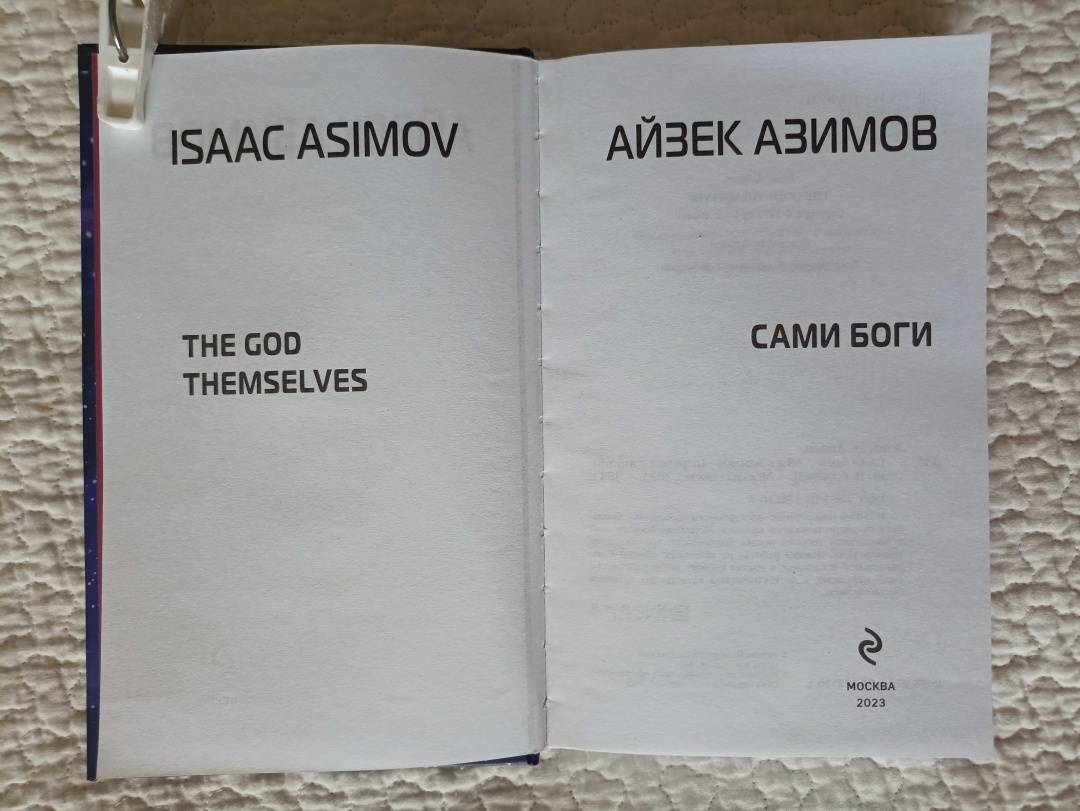 ISAAC ASIMOV
THE GOD
THEMSELVES
АЙЗЕК АЗИМОВ
САМИ БОГИ
МОСКВА
2023